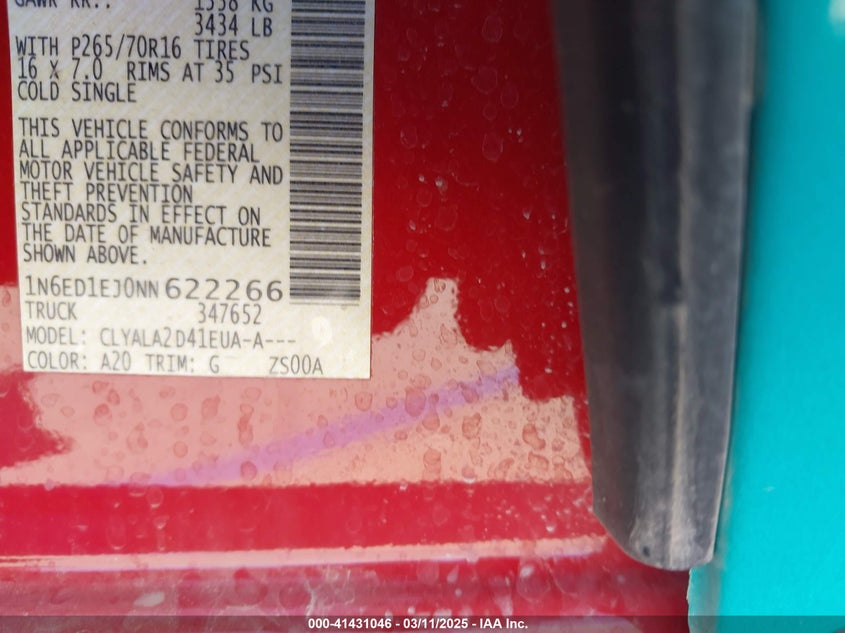 GAWR RR.: 1558 KG
3434 LB
WITH P265/70R16 TIRES
16 X 7.0 RIMS AT 35 PSI
COLD SINGLE
THIS VEHICLE CONFORMS TO
ALL APPLICABLE FEDERAL
MOTOR VEHICLE SAFETY AND
THEFT PREVENTION
STANDARDS IN EFFECT ON
THE DATE OF MANUFACTURE
SHOWN ABOVE.
1N6ED1EJ0NN622266
TRUCK 347652
MODEL: CLYALA2D41EUA-A---
COLOR: A20 TRIM: G ZS00A
000-41431046 — 03/11/2025 - IAA Inc.